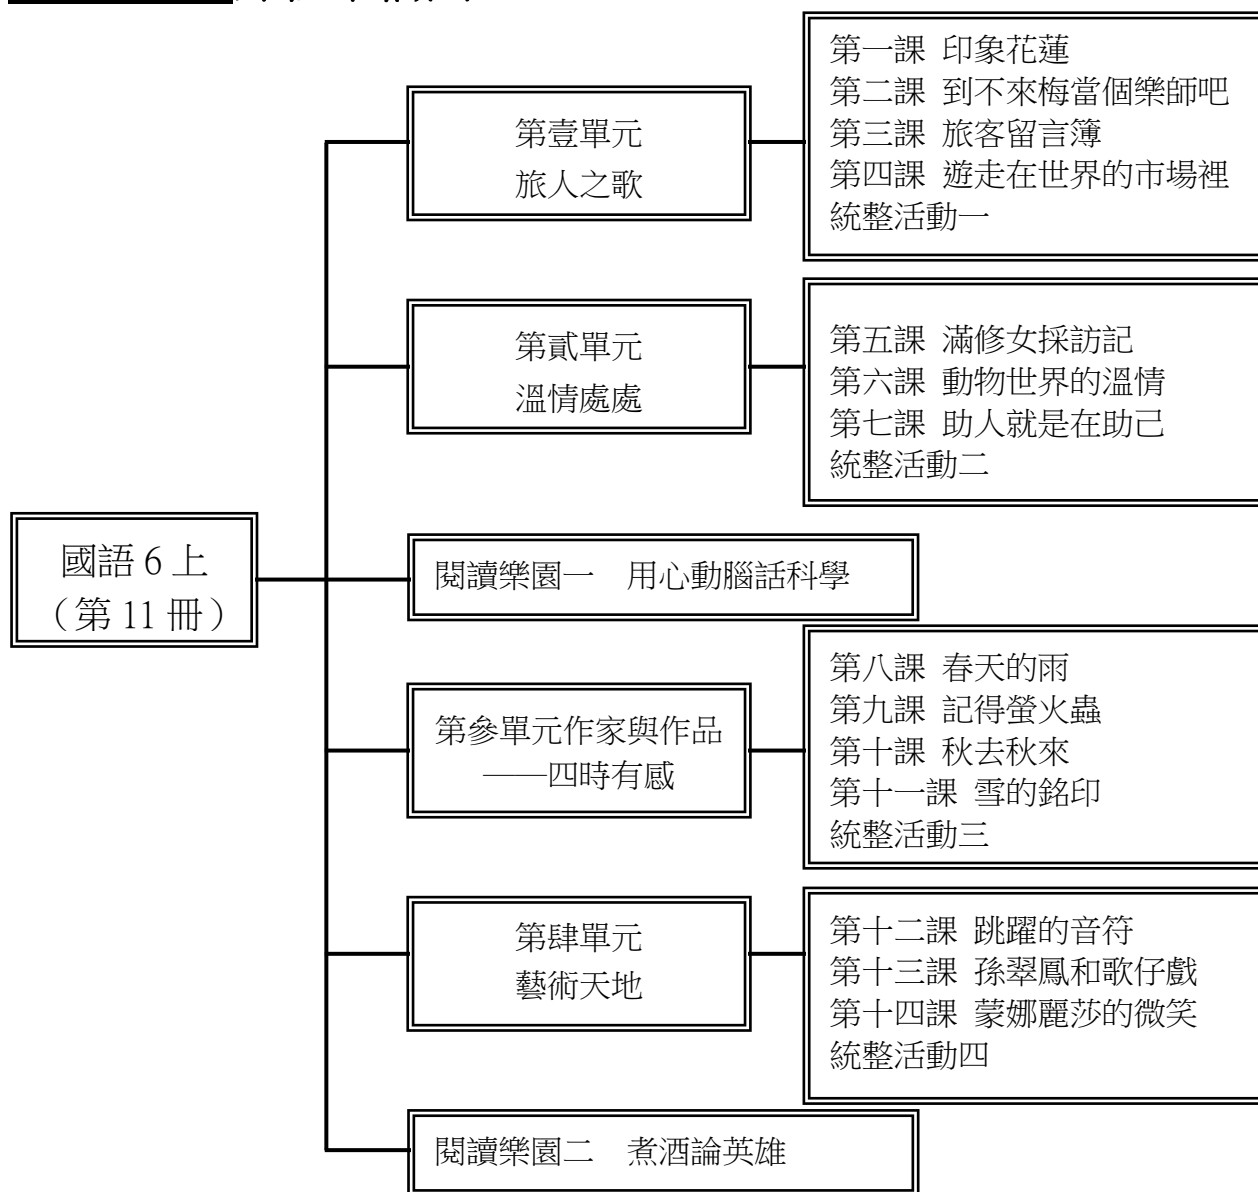 第壹單元
旅人之歌
第一課 印象花蓮
第二課 到不來梅當個樂師吧
第三課 旅客留言簿
第四課 遊走在世界的市場裡
統整活動一
第貳單元
溫情處處
第五課 滿修女採訪記
第六課 動物世界的溫情
第七課 助人就是在助己
統整活動二
國語 6 上
（第 11 冊）
閱讀樂園一 用心動腦話科學
第參單元作家與作品
——四時有感
第八課 春天的雨
第九課 記得螢火蟲
第十課 秋去秋來
第十一課 雪的銘印
統整活動三
第肆單元
藝術天地
第十二課 跳躍的音符
第十三課 孫翠鳳和歌仔戲
第十四課 蒙娜麗莎的微笑
統整活動四
閱讀樂園二 煮酒論英雄